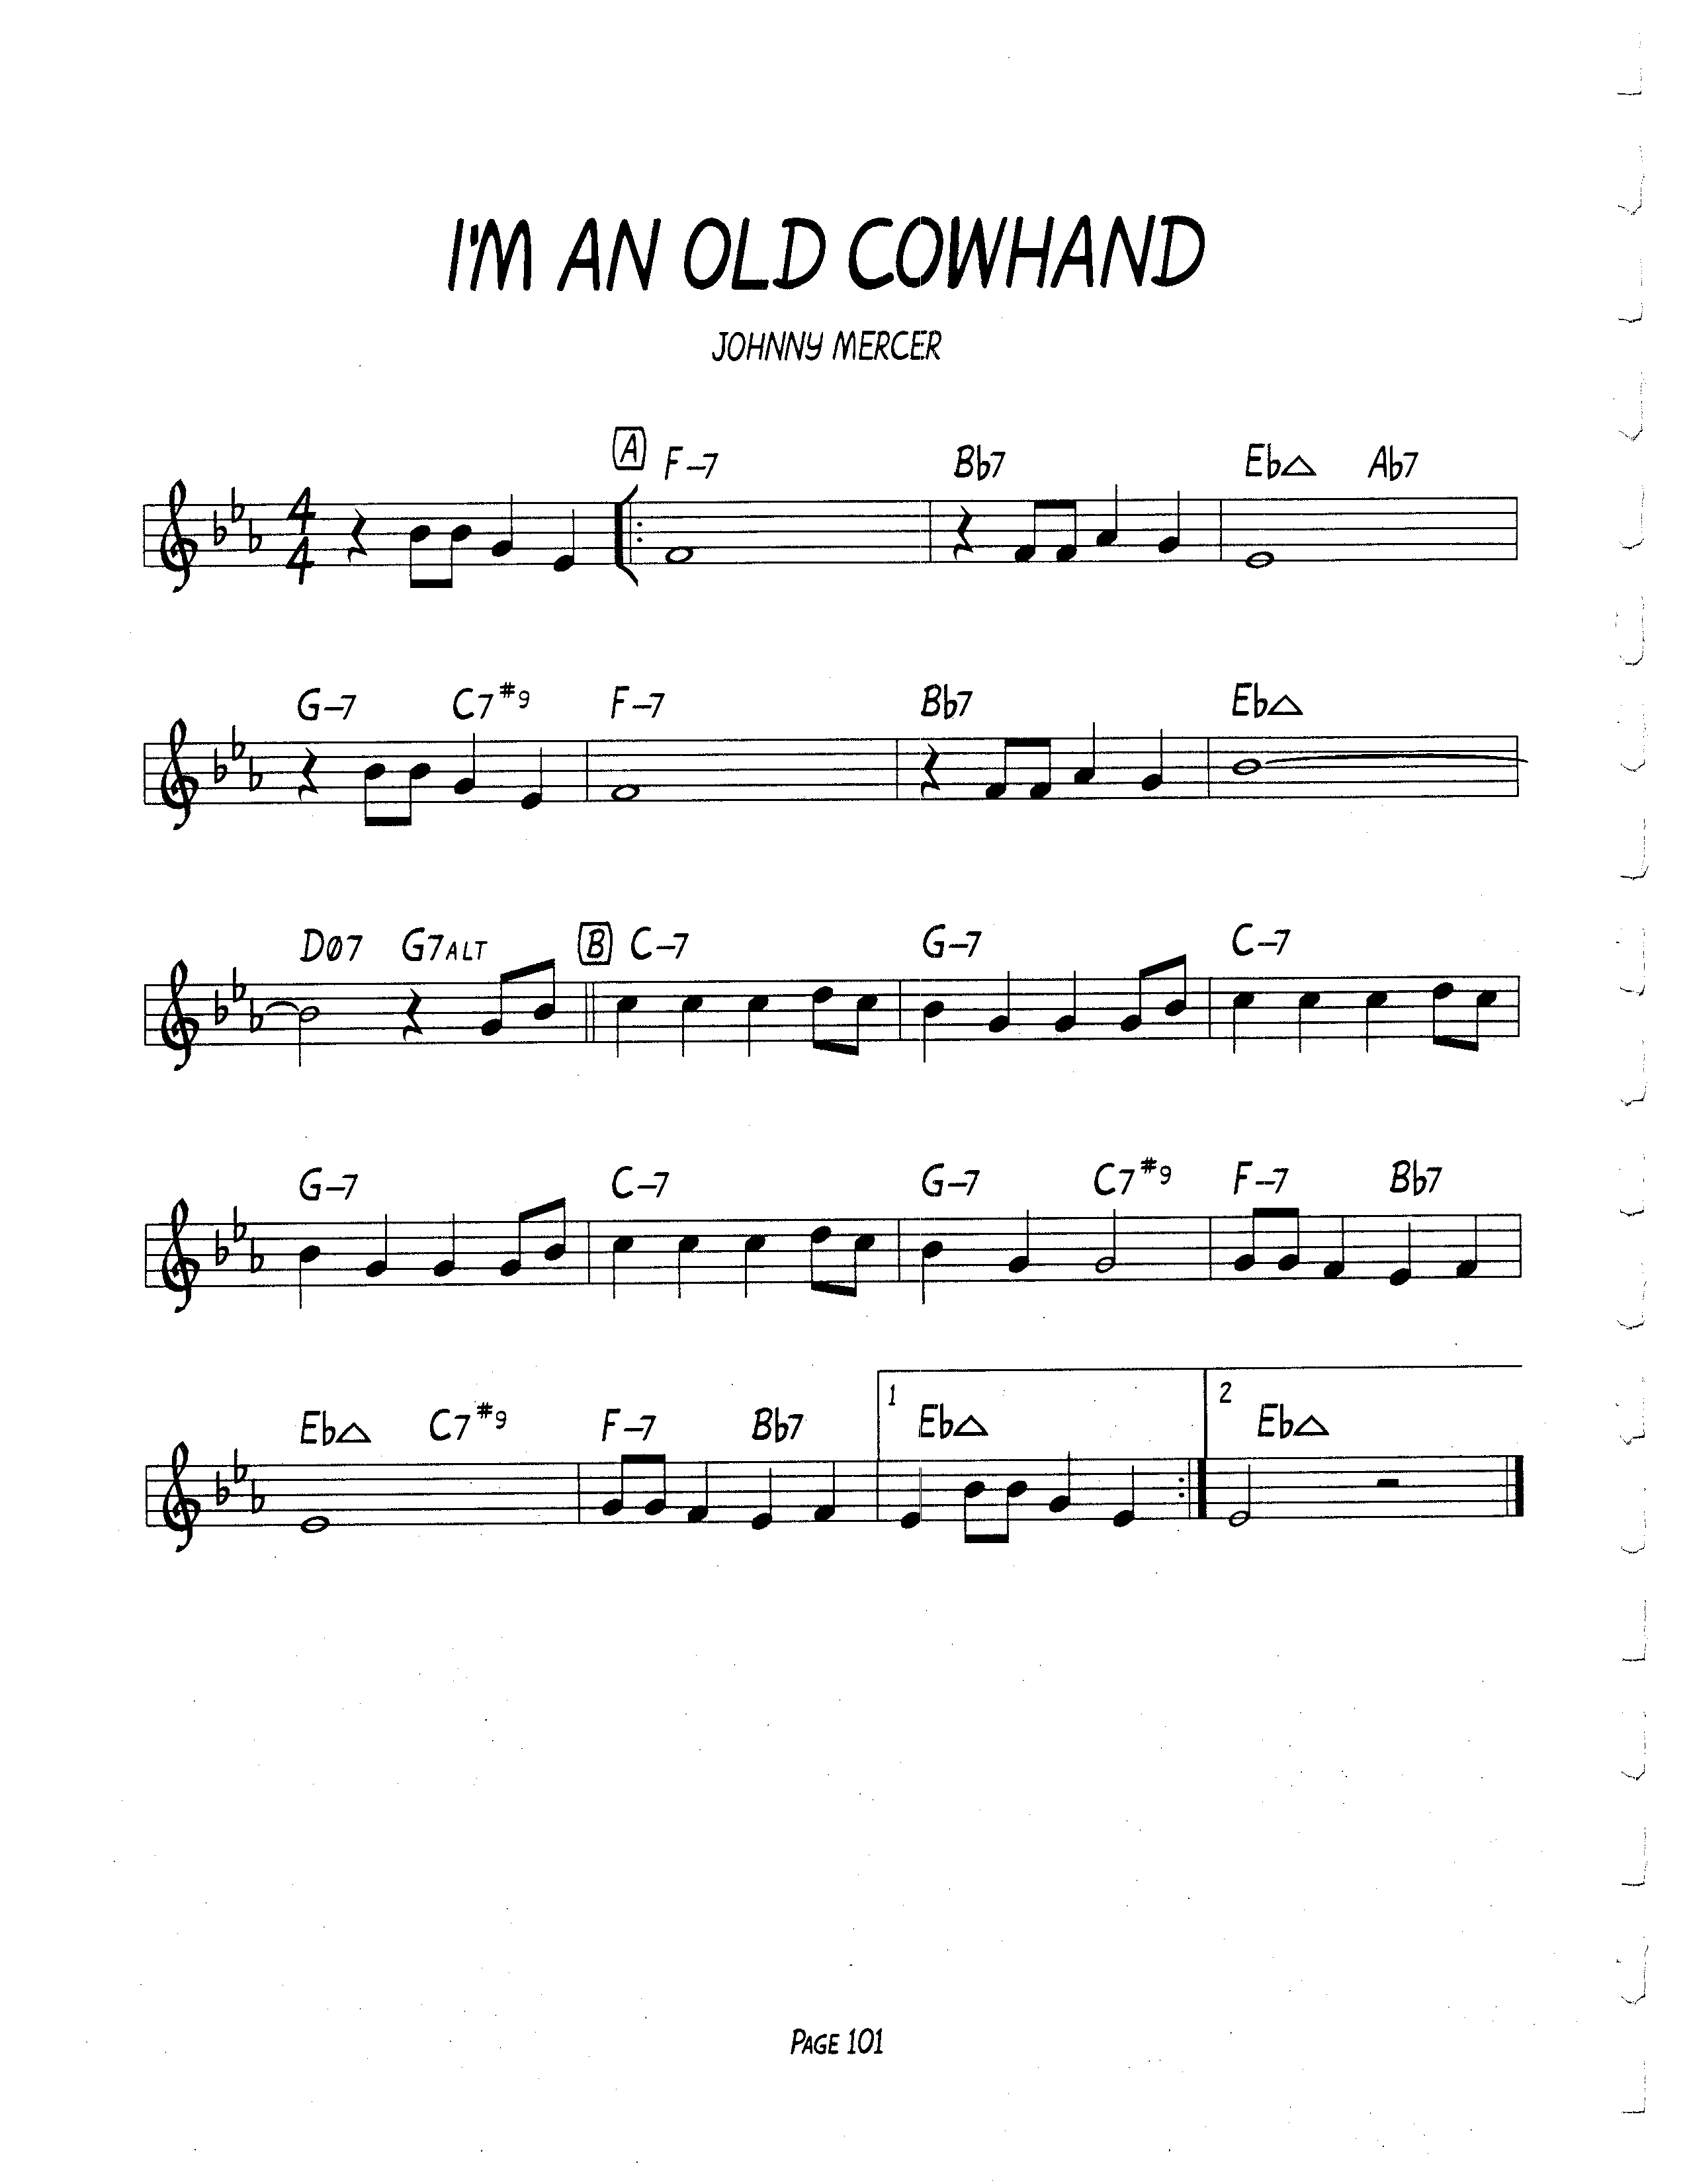 I'M AN OLD COWHAND
JOHNNY MERCER
A F–7 Bb7 Eb△ Ab7
4
4
G–7 C7#9 F–7 Bb7 Eb△
Dø7 G7ALT B C–7 G–7 C–7
G–7 C–7 G–7 C7#9 F–7 Bb7
1 2
Eb△ C7#9 F–7 Bb7 Eb△ Eb△
PAGE 101